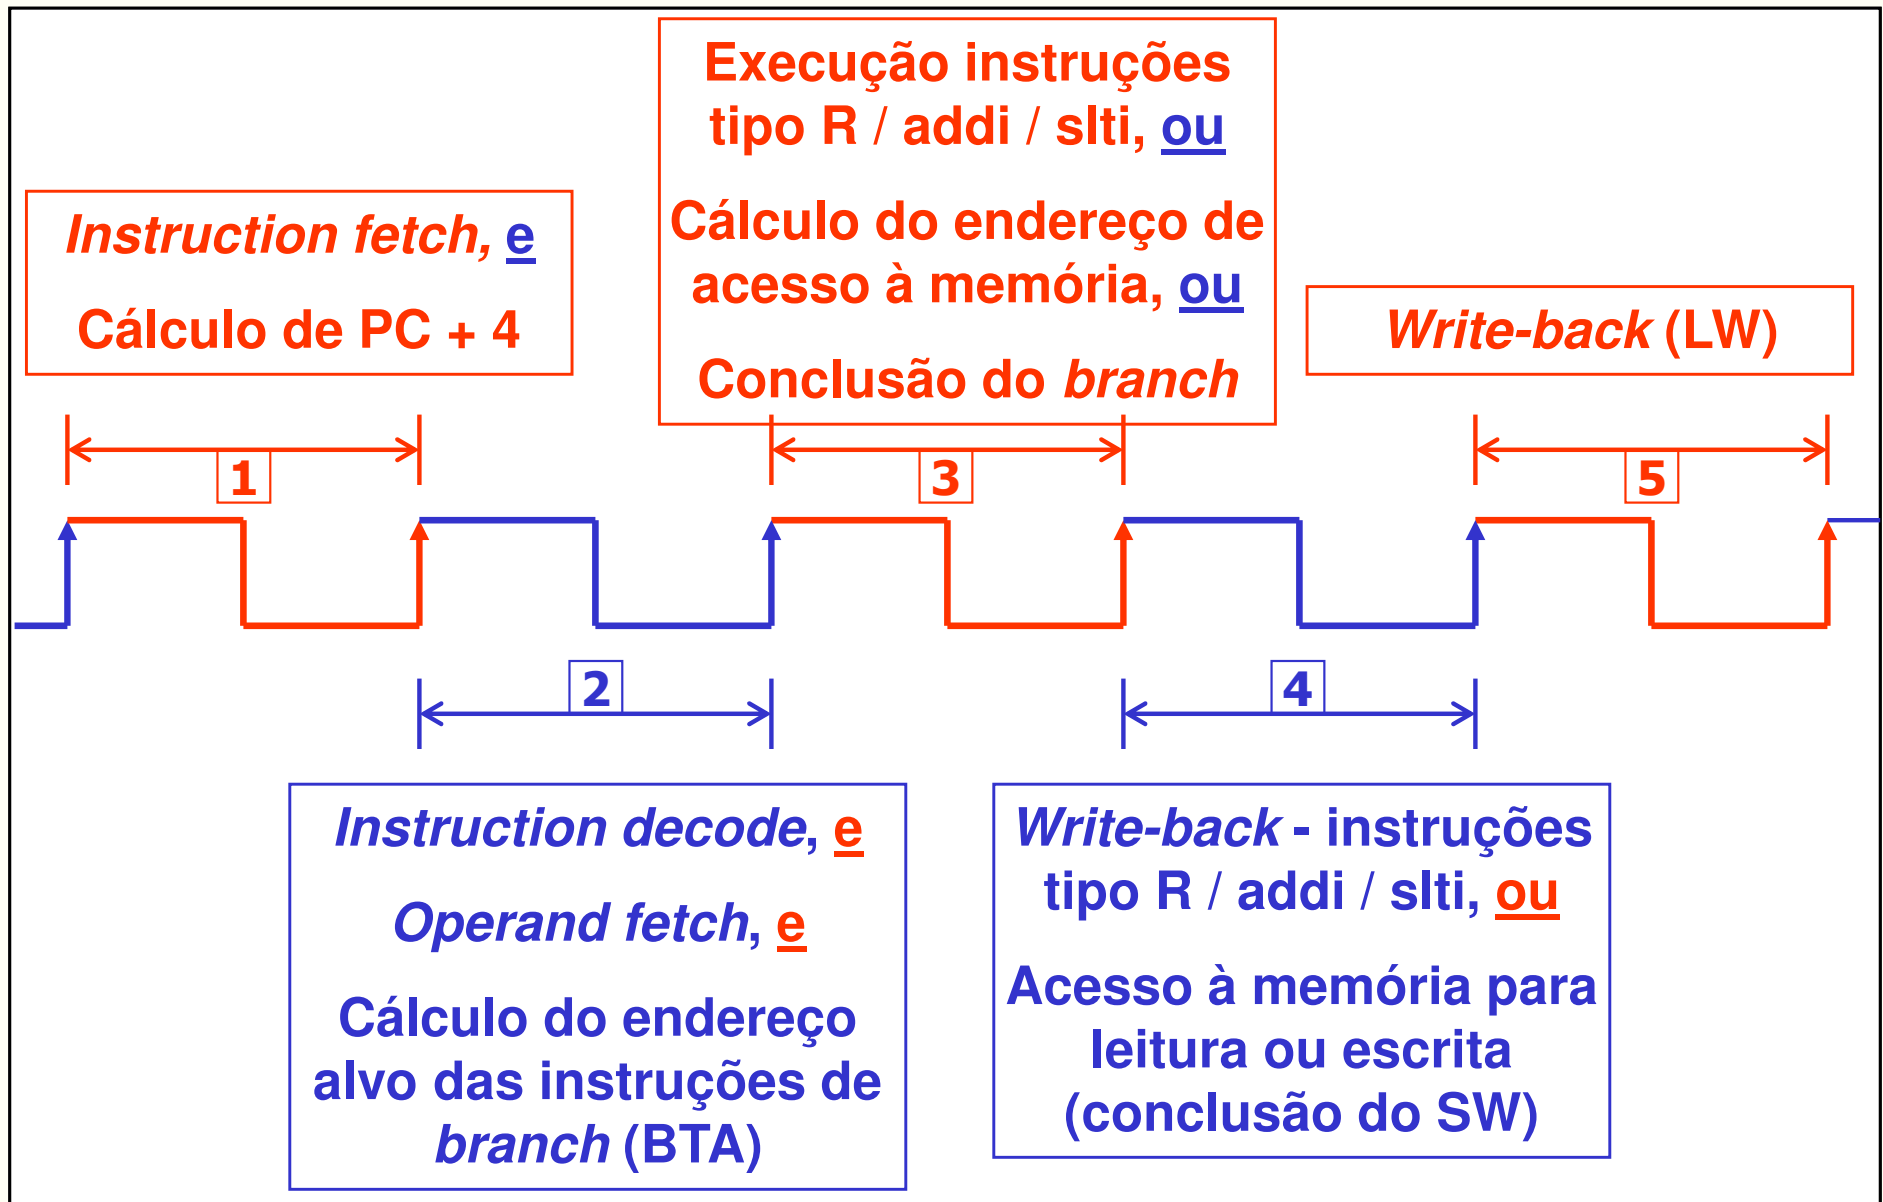 Execução instruções
tipo R / addi / slti, ou
Cálculo do endereço de
acesso à memória, ou
Conclusão do branch
Instruction fetch, e
Cálculo de PC + 4
Write-back (LW)
1
3
5
2
4
Instruction decode, e
Operand fetch, e
Cálculo do endereço
alvo das instruções de
branch (BTA)
Write-back - instruções
tipo R / addi / slti, ou
Acesso à memória para
leitura ou escrita
(conclusão do SW)